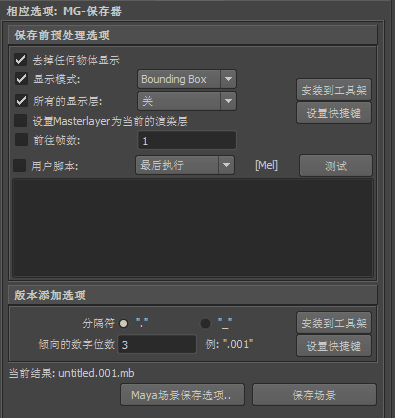 相应选项: MG-保存器
保存前预处理选项
去掉任何物体显示
显示模式: Bounding Box
安装到工具架
所有的显示层: 关
设置快捷键
设置Masterlayer为当前的渲染层
前往帧数: 1
用户脚本: 最后执行 [Mel] 测试
版本添加选项
分隔符 "." "_" 安装到工具架
倾向的数字位数 3 例: ".001" 设置快捷键
当前结果: untitled.001.mb
Maya场景保存选项.. 保存场景